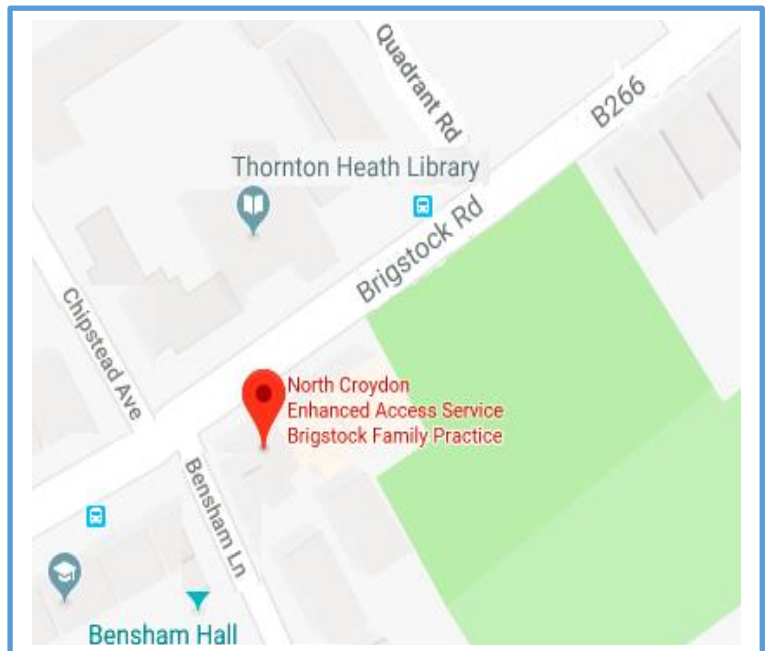 Quadrant Rd
B266
Thornton Heath Library
Brigstock Rd
Chipstead Ave
North Croydon
Enhanced Access Service
Brigstock Family Practice
Bensham Ln
Bensham Hall